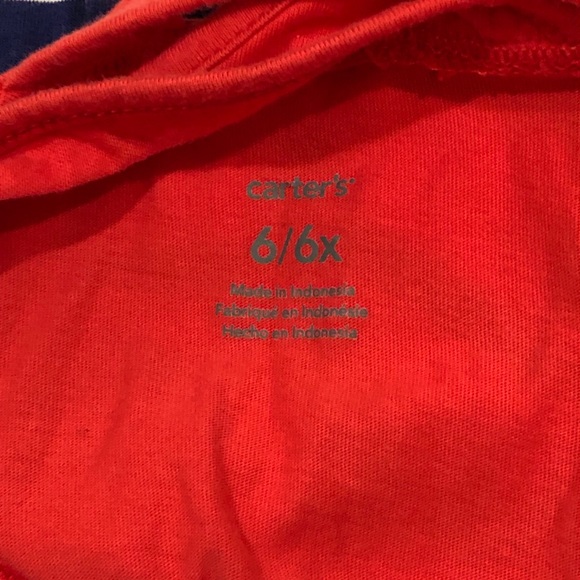 carter's
6/6x
Made in Indonesia
Fabriqué en Indonésie
Hecho en Indonesia